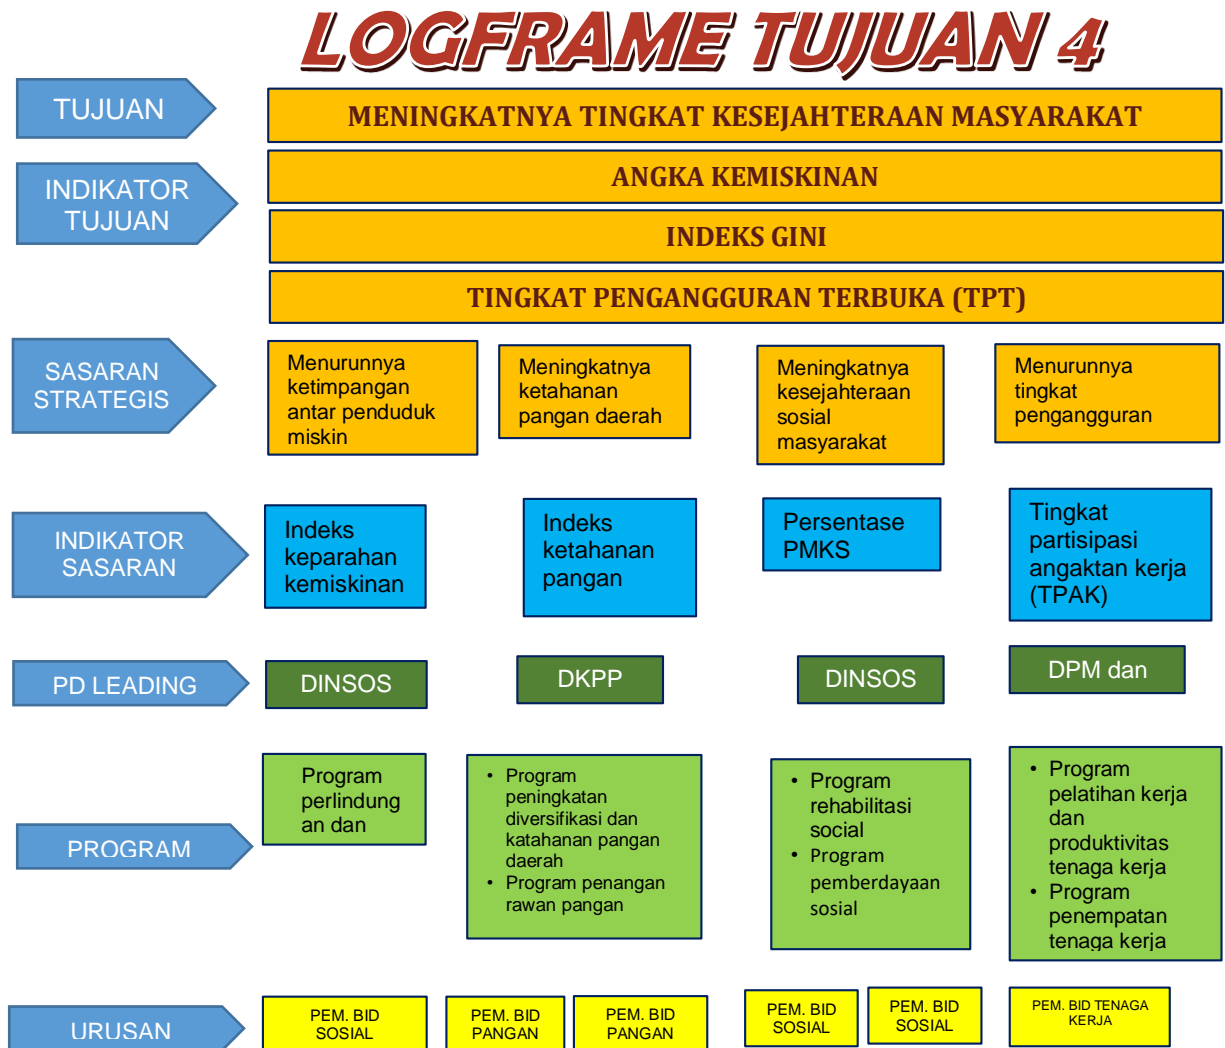 LOGFRAME TUJUAN 4
TUJUAN
MENINGKATNYA TINGKAT KESEJAHTERAAN MASYARAKAT
INDIKATOR
TUJUAN
ANGKA KEMISKINAN
INDEKS GINI
TINGKAT PENGANGGURAN TERBUKA (TPT)
SASARAN
STRATEGIS
Menurunnya
ketimpangan
antar penduduk
miskin
Meningkatnya
ketahanan
pangan daerah
Meningkatnya
kesejahteraan
sosial
masyarakat
Menurunnya
tingkat
pengangguran
INDIKATOR
SASARAN
Indeks
keparahan
kemiskinan
Indeks
ketahanan
pangan
Persentase
PMKS
Tingkat
partisipasi
angaktan kerja
(TPAK)
PD LEADING
DINSOS
DKPP
DINSOS
DPM dan
PROGRAM
Program
perlindung
an dan
• Program
peningkatan
diversifikasi dan
katahanan pangan
daerah
• Program penangan
rawan pangan
• Program
rehabilitasi
social
• Program
pemberdayaan
sosial
• Program
pelatihan kerja
dan
produktivitas
tenaga kerja
• Program
penempatan
tenaga kerja
URUSAN
PEM. BID
SOSIAL
PEM. BID
PANGAN
PEM. BID
PANGAN
PEM. BID
SOSIAL
PEM. BID
SOSIAL
PEM. BID TENAGA
KERJA